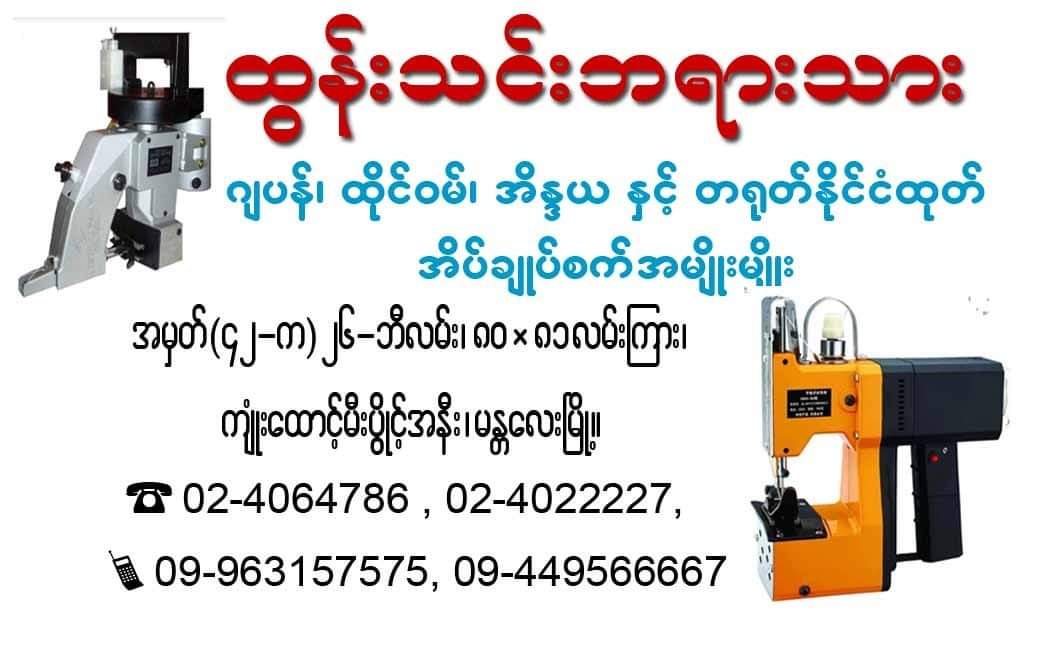 ထွန်းသင်းဘရားသား
ဂျပန်၊ ထိုင်ဝမ်၊ အိန္ဒိယ နှင့် တရုတ်နိုင်ငံထုတ်
အိပ်ချုပ်စက်အမျိုးမျိုး
အမှတ်(၄၂-က) ၂၆-ဘီလမ်း၊ ၈၀ × ၈၁လမ်းကြား၊
ကျုံးထောင့်မီးပွိုင့်အနီး၊ မန္တလေးမြို့။
☎ 02-4064786 , 02-4022227,
09-963157575, 09-449566667